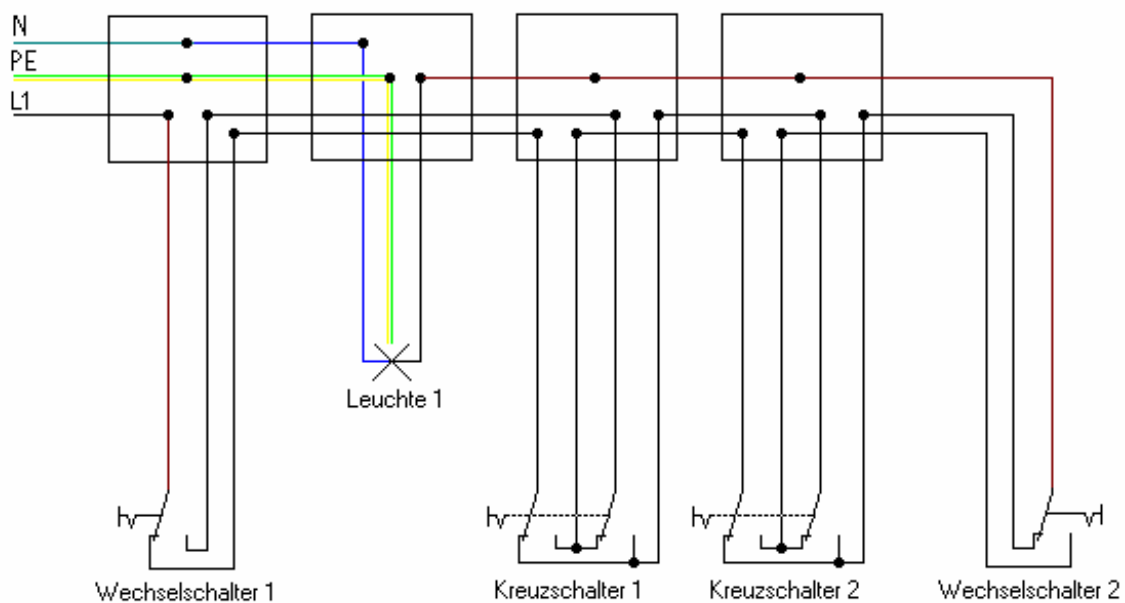 N
PE
L1
Leuchte 1
Wechselschalter 1
Kreuzschalter 1
Kreuzschalter 2
Wechselschalter 2